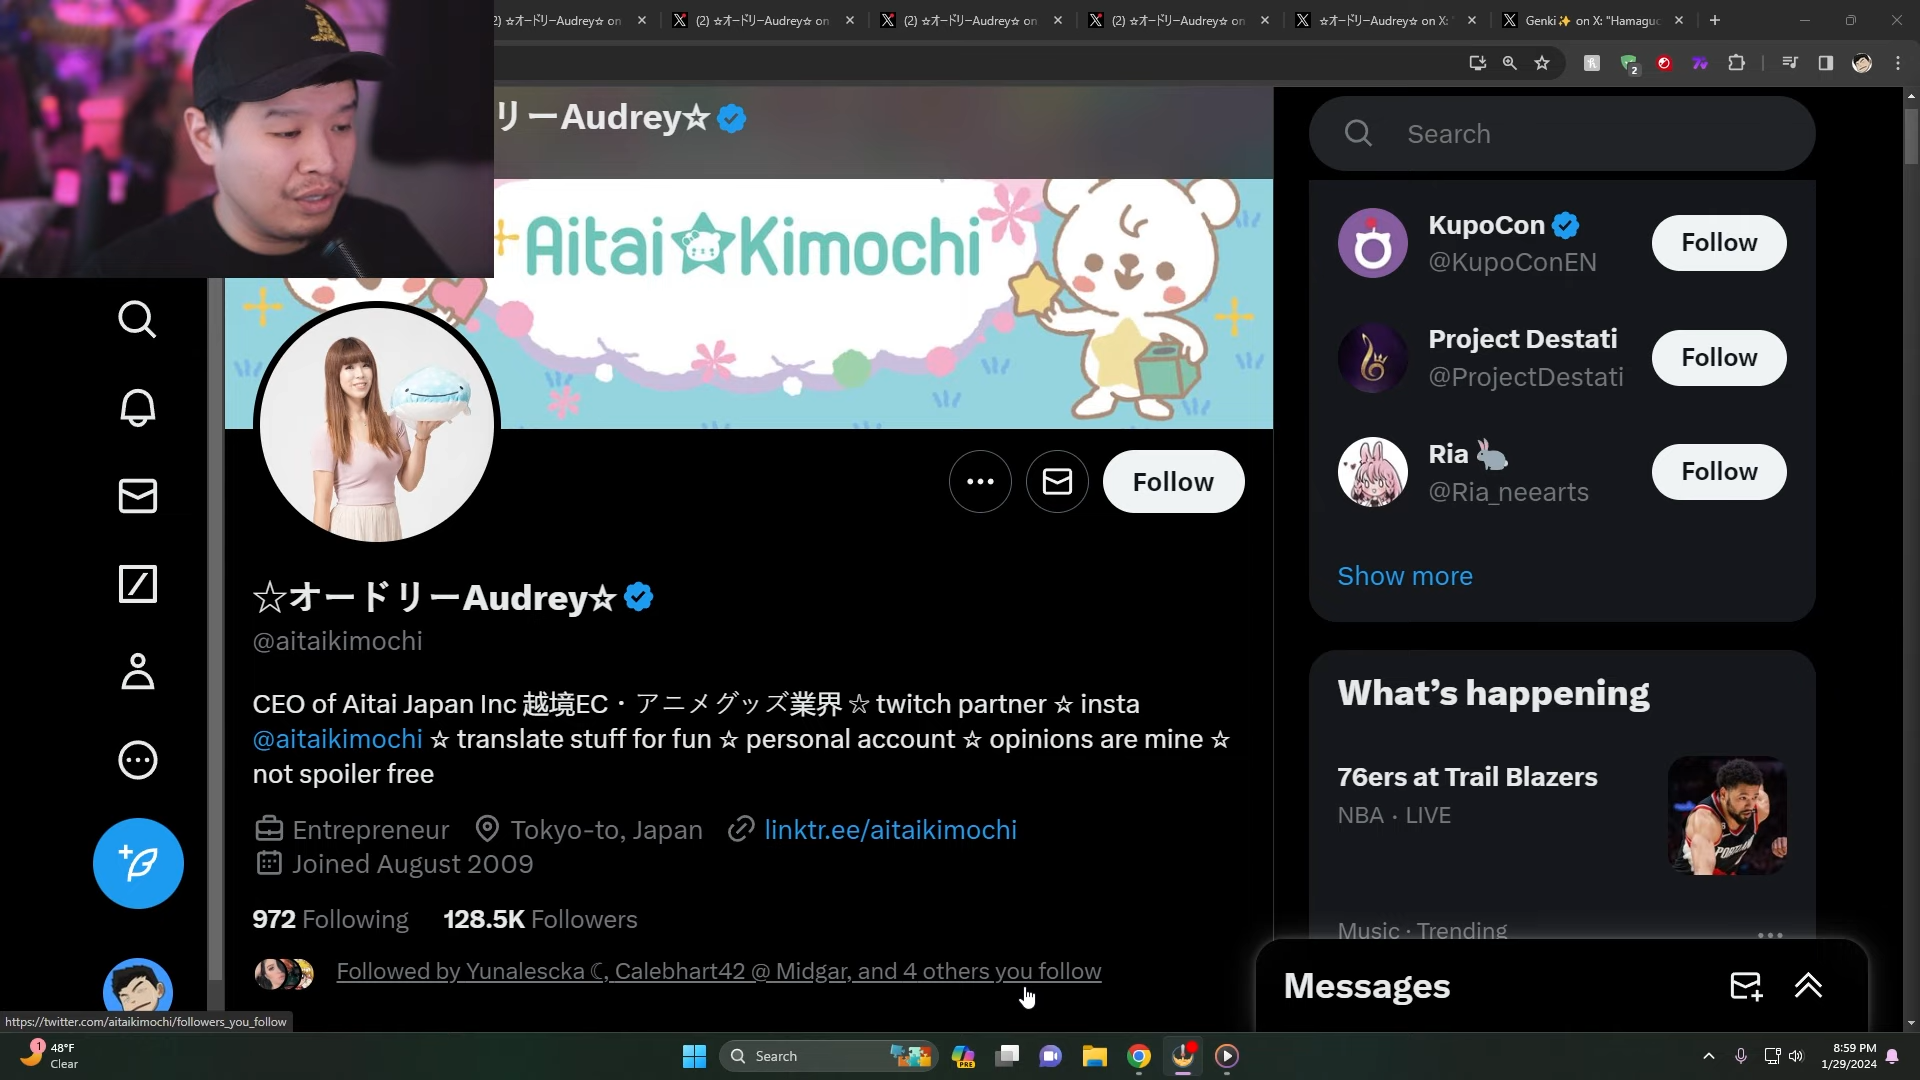 2) ☆オードリーAudrey☆ on
(2) ☆オードリーAudrey☆ on
(2) ☆オードリーAudrey☆ on
(2) ☆オードリーAudrey☆ on
☆オードリーAudrey☆ on X:
Genki✨ on X: "Hamaguc
2
リーAudrey☆
Aitai Kimochi
Follow
☆オードリーAudrey☆
@aitaikimochi
CEO of Aitai Japan Inc 越境EC・アニメグッズ業界 ☆ twitch partner ☆ insta
@aitaikimochi ☆ translate stuff for fun ☆ personal account ☆ opinions are mine ☆
not spoiler free
Entrepreneur Tokyo-to, Japan linktr.ee/aitaikimochi
Joined August 2009
972 Following 128.5K Followers
Followed by Yunalescka ☾, Calebhart42 @ Midgar, and 4 others you follow
Search
KupoCon
@KupoConEN
Follow
Project Destati
@ProjectDestati
Follow
Ria 🐇
@Ria_neearts
Follow
Show more
What's happening
76ers at Trail Blazers
NBA · LIVE
PORTLAND
Music · Trending
Messages
https://twitter.com/aitaikimochi/followers_you_follow
1
48°F
Clear
Search
PRE
8:59 PM
1/29/2024